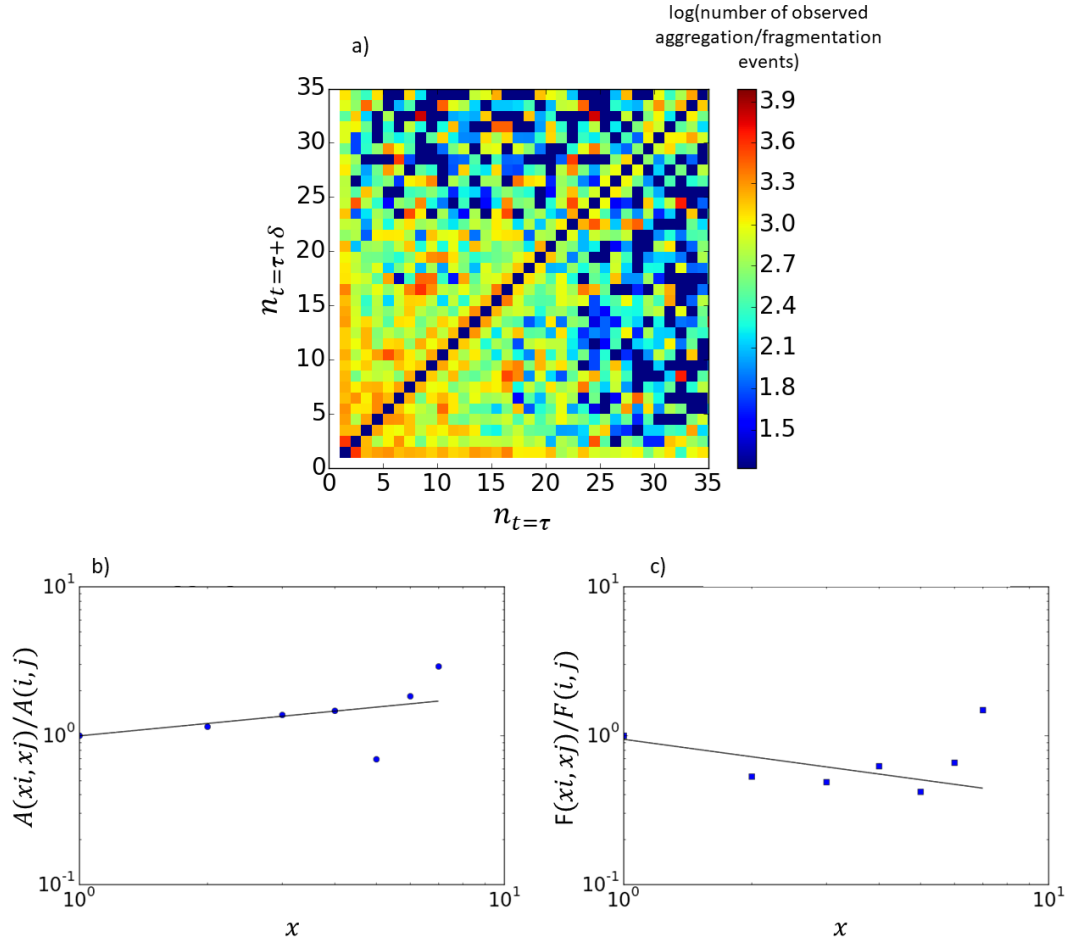 log(number of observed
aggregation/fragmentation
events)
a)
35
30
25
20
15
10
5
0
n_{t=τ+δ}
0 5 10 15 20 25 30 35
n_{t=τ}
3.9
3.6
3.3
3.0
2.7
2.4
2.1
1.8
1.5
b)
10^1
10^0
10^{-1}
A(xi,xj)/A(i,j)
10^0 10^1
x
c)
10^1
10^0
10^{-1}
F(xi,xj)/F(i,j)
10^0 10^1
x